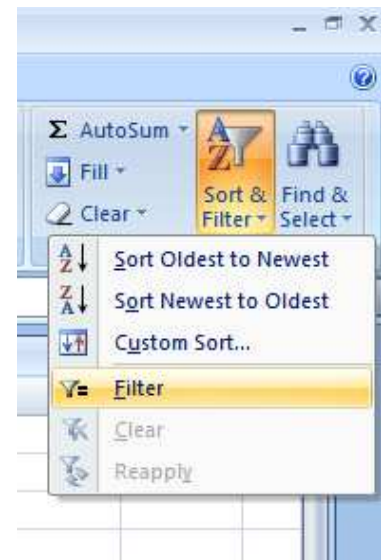 Σ AutoSum
Fill
Clear
Sort &
Filter
Find &
Select
Sort Oldest to Newest
Sort Newest to Oldest
Custom Sort...
Filter
Clear
Reapply